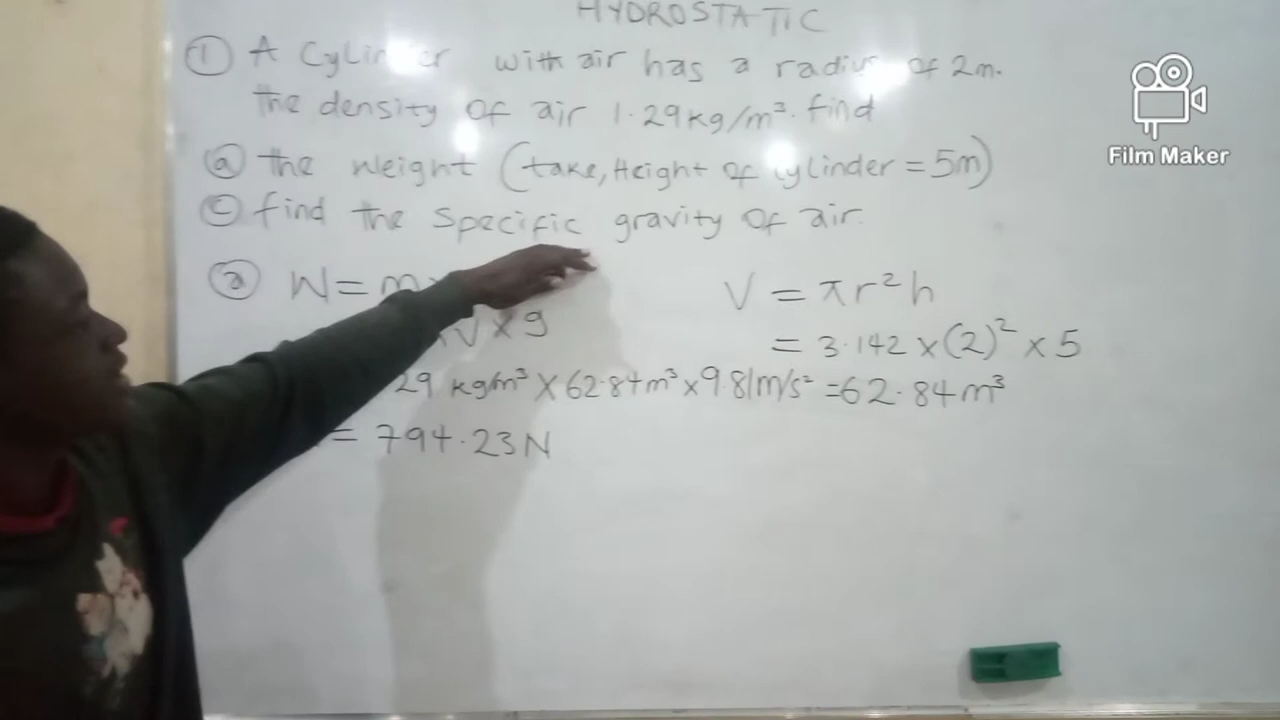 HYDROSTATIC
① A Cylinder with air has a radius of 2m.
the density of air 1.29kg/m³. find
ⓐ the Weight (take, Height of cylinder = 5m)
ⓒ find the specific gravity of air.
ⓐ W = m
V × g
29 kg/m³ × 62.84m³ × 9.81m/s²
= 794.23N
V = πr²h
= 3.142 × (2)² × 5
= 62.84m³
Film Maker